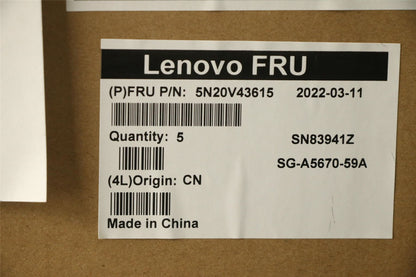 Lenovo FRU
(P)FRU P/N: 5N20V43615 2022-03-11
Quantity: 5 SN83941Z
SG-A5670-59A
(4L)Origin: CN
Made in China